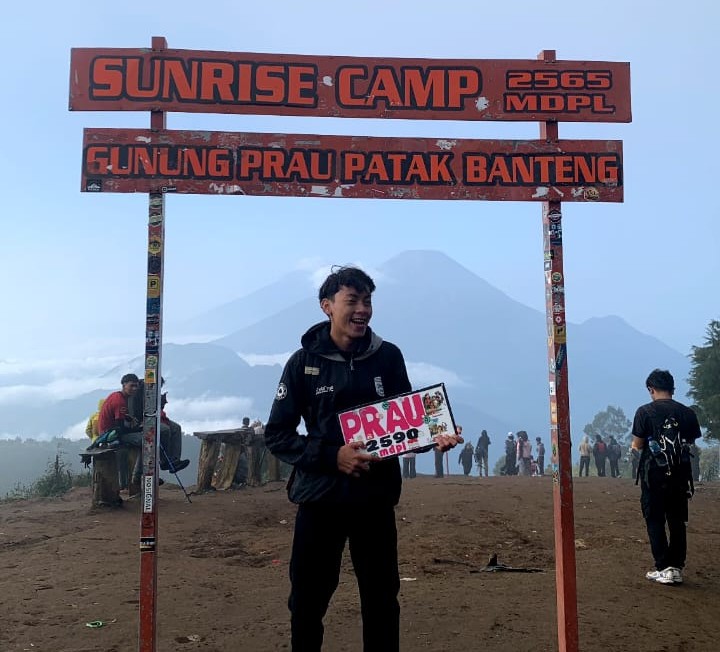 SUNRISE CAMP
2565
MDPL
GUNUNG PRAU PATAK BANTENG
PRAU
2590
mdpl